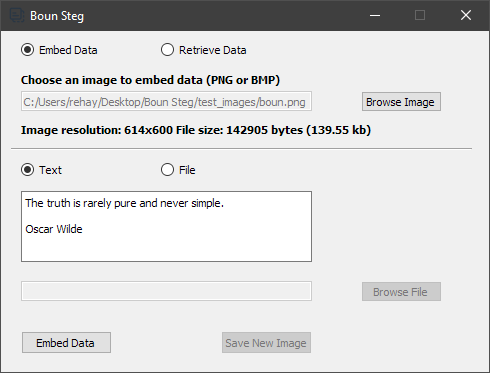 Boun Steg
Embed Data Retrieve Data
Choose an image to embed data (PNG or BMP)
C:/Users/rehay/Desktop/Boun Steg/test_images/boun.png Browse Image
Image resolution: 614x600 File size: 142905 bytes (139.55 kb)
Text File
The truth is rarely pure and never simple.
Oscar Wilde
Browse File
Embed Data Save New Image